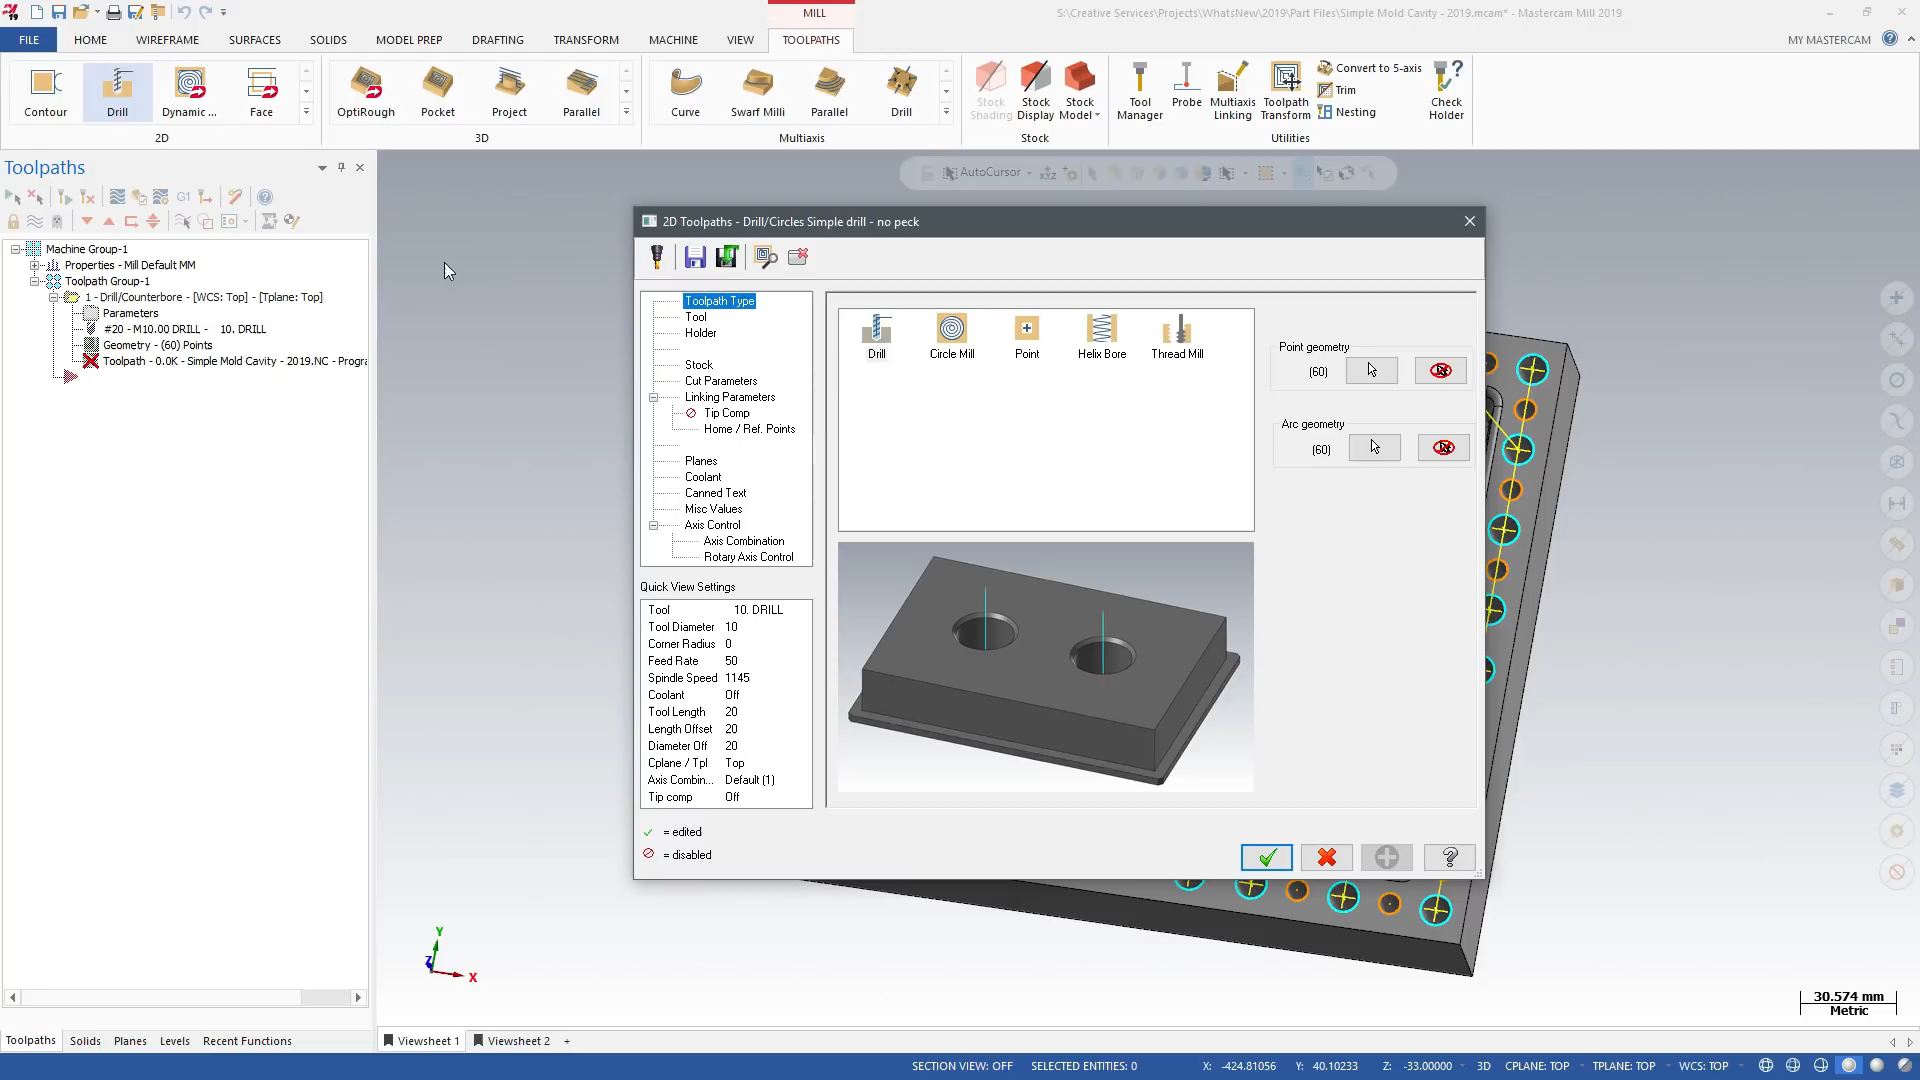 MILL
S:\Creative Services\Projects\WhatsNew\2019\Part Files\Simple Mold Cavity - 2019.mcam* - Mastercam Mill 2019
FILE HOME WIREFRAME SURFACES SOLIDS MODEL PREP DRAFTING TRANSFORM MACHINE VIEW TOOLPATHS MY MASTERCAM
Contour Drill Dynamic ... Face
OptiRough Pocket Project Parallel
Curve Swarf Milli Parallel Drill
Stock Shading Stock Display Stock Model
Tool Manager Probe Multiaxis Linking Toolpath Transform
Convert to 5-axis
Trim
Nesting
Check Holder
2D 3D Multiaxis Stock Utilities
Toolpaths
AutoCursor
G1
Machine Group-1
Properties - Mill Default MM
Toolpath Group-1
1 - Drill/Counterbore - [WCS: Top] - [Tplane: Top]
Parameters
#20 - M10.00 DRILL - 10. DRILL
Geometry - (60) Points
Toolpath - 0.0K - Simple Mold Cavity - 2019.NC - Progra
2D Toolpaths - Drill/Circles Simple drill - no peck
Toolpath Type
Tool
Holder
Stock
Cut Parameters
Linking Parameters
Tip Comp
Home / Ref. Points
Planes
Coolant
Canned Text
Misc Values
Axis Control
Axis Combination
Rotary Axis Control
Drill Circle Mill Point Helix Bore Thread Mill
Point geometry
(60)
Arc geometry
(60)
Quick View Settings
Tool 10. DRILL
Tool Diameter 10
Corner Radius 0
Feed Rate 50
Spindle Speed 1145
Coolant Off
Tool Length 20
Length Offset 20
Diameter Off 20
Cplane / Tpl Top
Axis Combin... Default (1)
Tip comp Off
= edited
= disabled
Y
Z
X
30.574 mm
Metric
Toolpaths Solids Planes Levels Recent Functions
Viewsheet 1 Viewsheet 2 +
SECTION VIEW: OFF SELECTED ENTITIES: 0 X: -424.81056 Y: 40.10233 Z: -33.00000 3D CPLANE: TOP TPLANE: TOP WCS: TOP